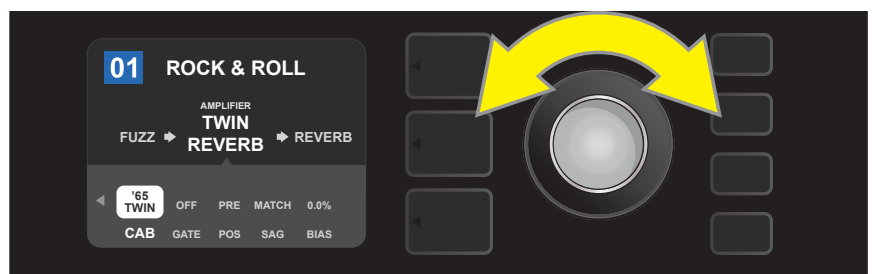 01 ROCK & ROLL
AMPLIFIER
TWIN
FUZZ REVERB REVERB
'65
TWIN OFF PRE MATCH 0.0%
CAB GATE POS SAG BIAS